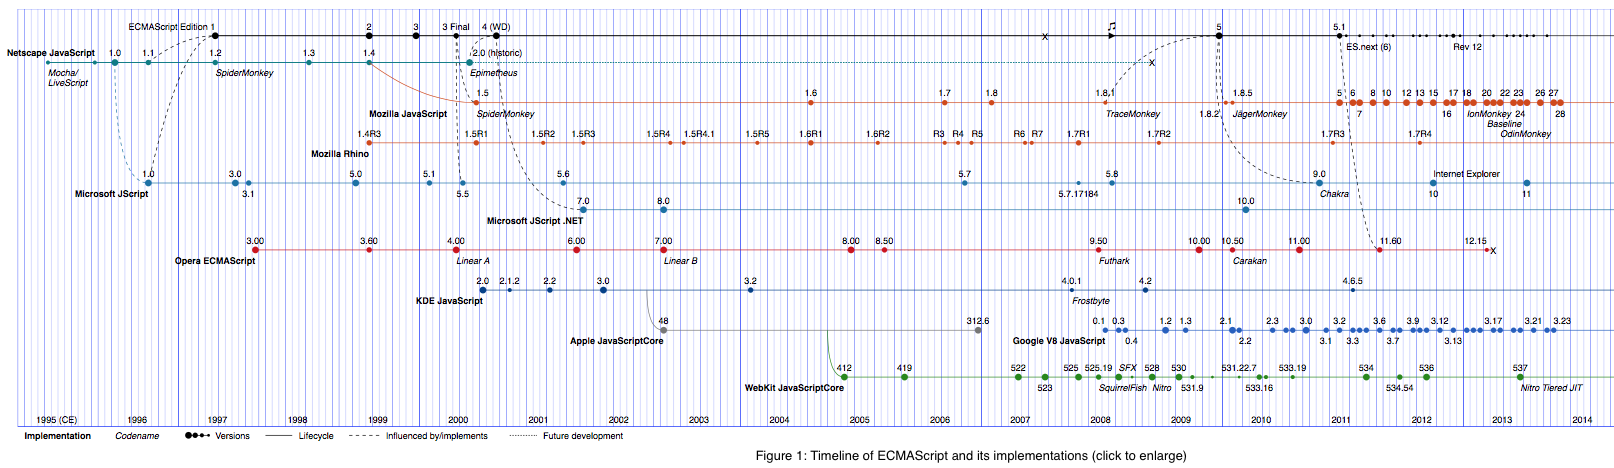 ECMAScript Edition 1 2 3 3 Final 4 (WD) X ♫ 5 5.1
ES.next (6) Rev 12
Netscape JavaScript 1.0 1.1 1.2 1.3 1.4 2.0 (historic) X
Mocha/ SpiderMonkey Epimetheus
LiveScript
1.5 1.6 1.7 1.8 1.8.1 1.8.5 5 6 8 10 12 13 15 17 18 20 22 23 26 27
Mozilla JavaScript SpiderMonkey TraceMonkey 1.8.2 JägerMonkey 7 16 IonMonkey 24 28
Baseline
OdinMonkey
1.4R3 1.5R1 1.5R2 1.5R3 1.5R4 1.5R4.1 1.5R5 1.6R1 1.6R2 R3 R4 R5 R6 R7 1.7R1 1.7R2 1.7R3 1.7R4
Mozilla Rhino
1.0 3.0 5.0 5.1 5.6 5.7 5.8 9.0 Internet Explorer
Microsoft JScript 3.1 5.5 5.7.17184 Chakra 10 11
7.0 8.0 10.0
Microsoft JScript .NET
3.00 3.60 4.00 6.00 7.00 8.00 8.50 9.50 10.00 10.50 11.00 11.60 12.15 X
Opera ECMAScript Linear A Linear B Futhark Carakan
2.0 2.1.2 2.2 3.0 3.2 4.0.1 4.2 4.6.5
KDE JavaScript Frostbyte
48 312.6 0.1 0.3 1.2 1.3 2.1 2.3 3.0 3.2 3.6 3.9 3.12 3.17 3.21 3.23
Apple JavaScriptCore Google V8 JavaScript 0.4 2.2 3.1 3.3 3.7 3.13
412 419 522 525 525.19 SFX 528 530 531.22.7 533.19 534 536 537
WebKit JavaScriptCore 523 SquirrelFish Nitro 531.9 533.16 534.54 Nitro Tiered JIT
1995 (CE) 1996 1997 1998 1999 2000 2001 2002 2003 2004 2005 2006 2007 2008 2009 2010 2011 2012 2013 2014
Implementation Codename Versions Lifecycle Influenced by/implements Future development
Figure 1: Timeline of ECMAScript and its implementations (click to enlarge)